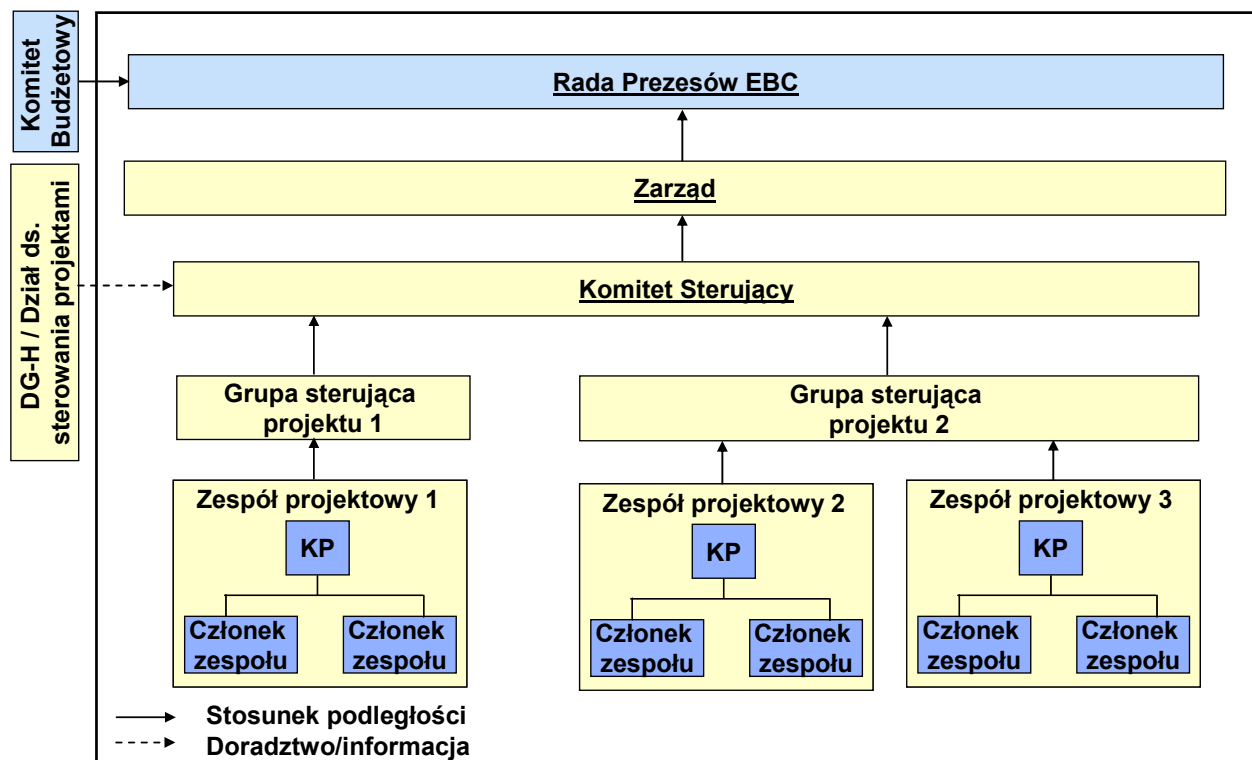 Komitet
Budżetowy
Rada Prezesów EBC
Zarząd
DG-H / Dział ds.
sterowania projektami
Komitet Sterujący
Grupa sterująca
projektu 1
Grupa sterująca
projektu 2
Zespół projektowy 1
KP
Członek
zespołu
Członek
zespołu
Zespół projektowy 2
KP
Członek
zespołu
Członek
zespołu
Zespół projektowy 3
KP
Członek
zespołu
Członek
zespołu
Stosunek podległości
Doradztwo/informacja